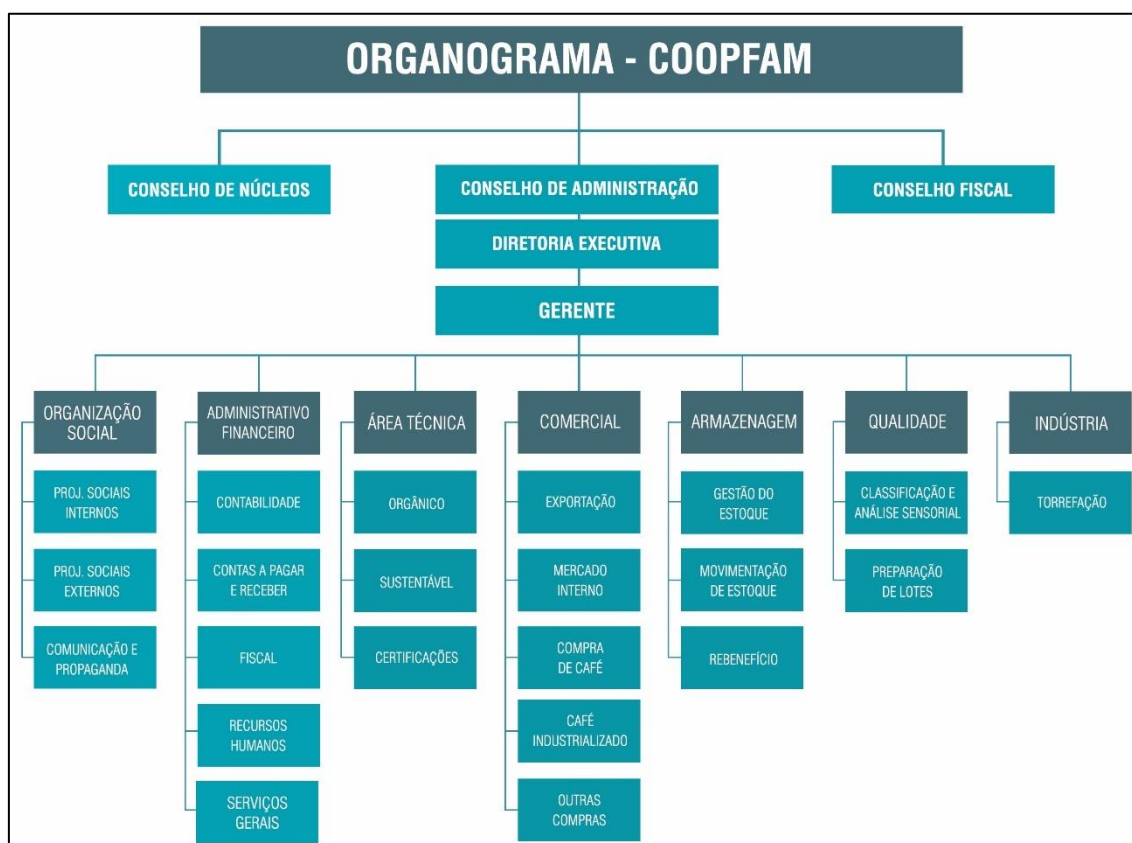 ORGANOGRAMA - COOPFAM
CONSELHO DE NÚCLEOS
CONSELHO DE ADMINISTRAÇÃO
CONSELHO FISCAL
DIRETORIA EXECUTIVA
GERENTE
ORGANIZAÇÃO
SOCIAL
PROJ. SOCIAIS
INTERNOS
PROJ. SOCIAIS
EXTERNOS
COMUNICAÇÃO E
PROPAGANDA
ADMINISTRATIVO
FINANCEIRO
CONTABILIDADE
CONTAS A PAGAR
E RECEBER
FISCAL
RECURSOS
HUMANOS
SERVIÇOS
GERAIS
ÁREA TÉCNICA
ORGÂNICO
SUSTENTÁVEL
CERTIFICAÇÕES
COMERCIAL
EXPORTAÇÃO
MERCADO
INTERNO
COMPRA
DE CAFÉ
CAFÉ
INDUSTRIALIZADO
OUTRAS
COMPRAS
ARMAZENAGEM
GESTÃO DO
ESTOQUE
MOVIMENTAÇÃO
DE ESTOQUE
REBENEFÍCIO
QUALIDADE
CLASSIFICAÇÃO E
ANÁLISE SENSORIAL
PREPARAÇÃO
DE LOTES
INDÚSTRIA
TORREFAÇÃO